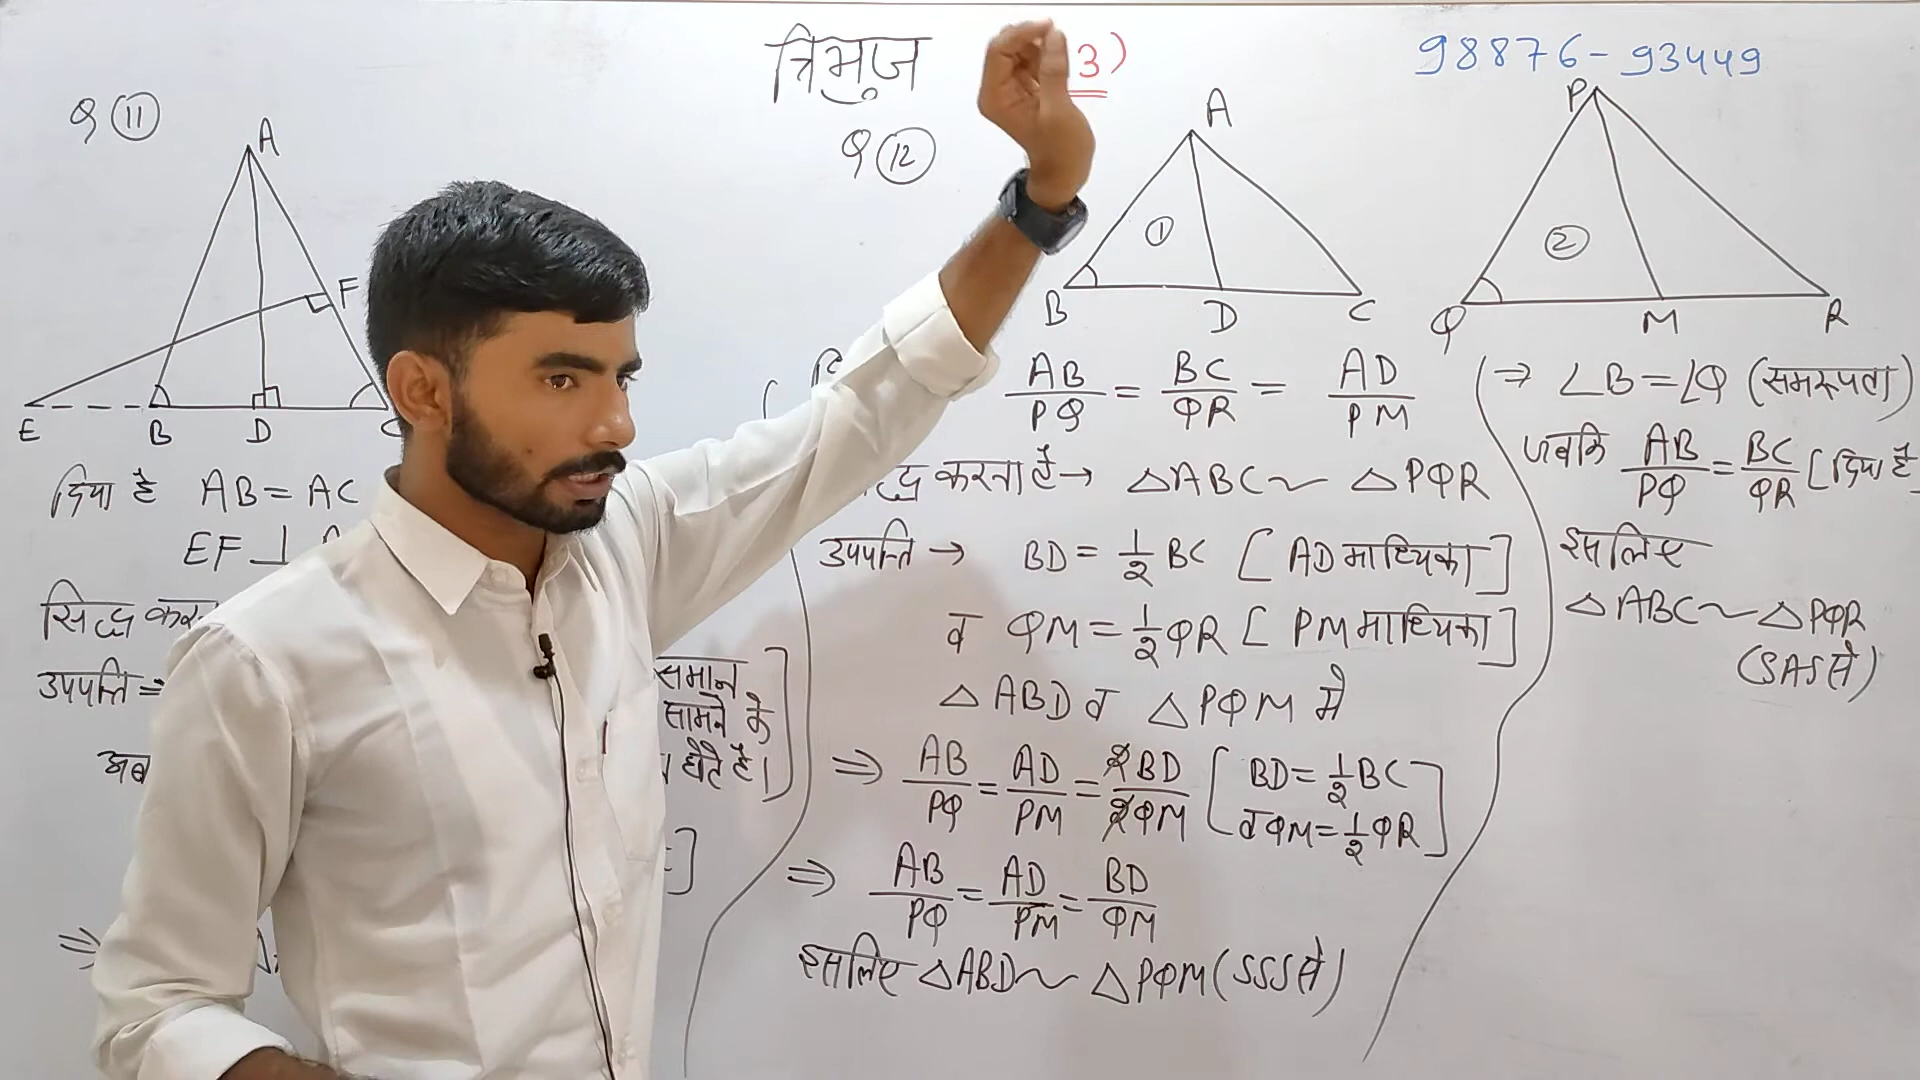 त्रिभुज
3)
98876-93449
Q 11
A
F
E B D C
दिया है AB = AC
EF ⊥
सिद्ध
उपपत्ति =
समान
सामने के
होते है।]
अब
]
⇒
Q 12
A
①
B D C
P
②
Q M R
AB/PQ = BC/QR = AD/PM
करना है → △ABC ~ △PQR
उपपत्ति → BD = 1/2 BC [AD माध्यिका]
व QM = 1/2 QR [PM माध्यिका]
△ABD व △PQM में
⇒ AB/PQ = AD/PM = 2BD/2QM [BD = 1/2 BC व QM = 1/2 QR]
⇒ AB/PQ = AD/PM = BD/QM
इसलिए △ABD ~ △PQM (SSS से)
⇒ ∠B = ∠Q (समरूपता)
जबकि AB/PQ = BC/QR [दिया है]
इसलिए
△ABC ~ △PQR
(SAS से)